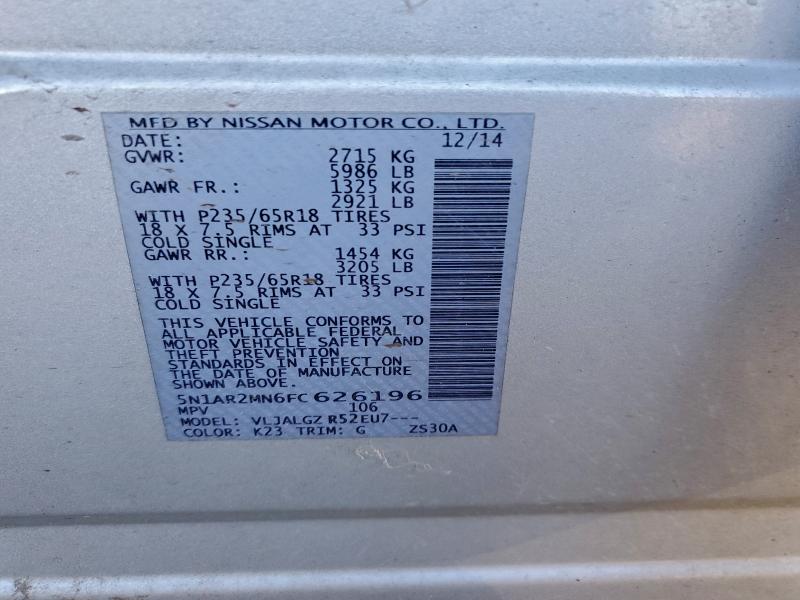 MFD BY NISSAN MOTOR CO., LTD.
DATE: 12/14
GVWR: 2715 KG
5986 LB
GAWR FR.: 1325 KG
2921 LB
WITH P235/65R18 TIRES
18 X 7.5 RIMS AT 33 PSI
COLD SINGLE
GAWR RR.: 1454 KG
3205 LB
WITH P235/65R18 TIRES
18 X 7.5 RIMS AT 33 PSI
COLD SINGLE
THIS VEHICLE CONFORMS TO
ALL APPLICABLE FEDERAL
MOTOR VEHICLE SAFETY AND
THEFT PREVENTION
STANDARDS IN EFFECT ON
THE DATE OF MANUFACTURE
SHOWN ABOVE.
5N1AR2MN6FC626196
MPV 106
MODEL: VLJALGZ R52EU7---
COLOR: K23 TRIM: G ZS30A